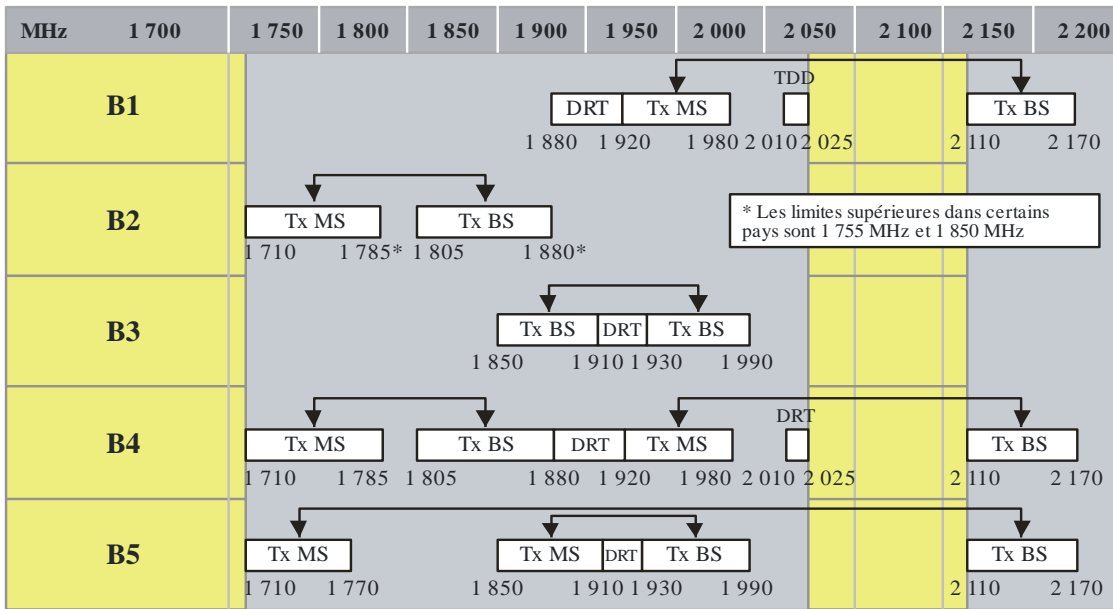 MHz 1 700 1 750 1 800 1 850 1 900 1 950 2 000 2 050 2 100 2 150 2 200
TDD
B1 DRT Tx MS Tx BS
1 880 1 920 1 980 2 010 2 025 2 110 2 170
B2 Tx MS Tx BS
1 710 1 785* 1 805 1 880*
* Les limites supérieures dans certains
pays sont 1 755 MHz et 1 850 MHz
B3 Tx BS DRT Tx BS
1 850 1 910 1 930 1 990
DRT
B4 Tx MS Tx BS DRT Tx MS Tx BS
1 710 1 785 1 805 1 880 1 920 1 980 2 010 2 025 2 110 2 170
B5 Tx MS Tx MS DRT Tx BS Tx BS
1 710 1 770 1 850 1 910 1 930 1 990 2 110 2 170